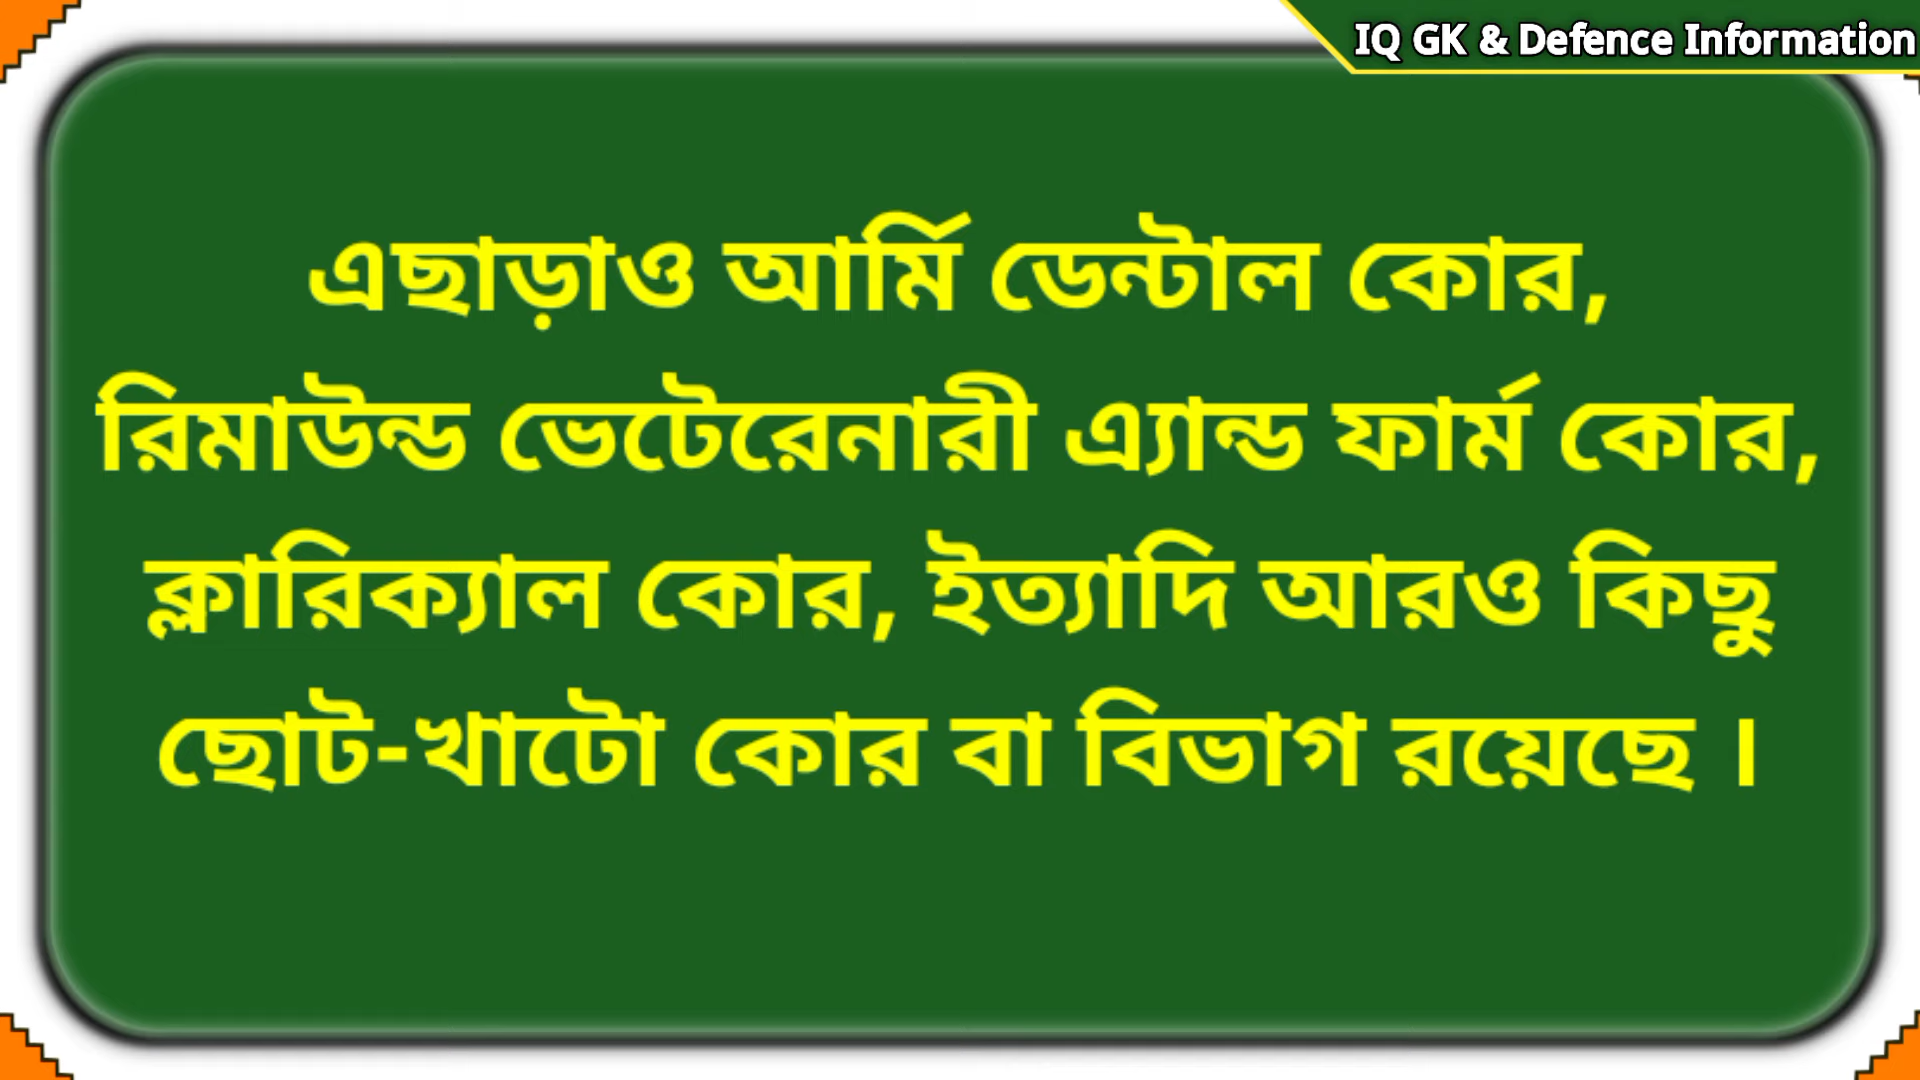 IQ GK & Defence Information
এছাড়াও আর্মি ডেন্টাল কোর,
রিমাউন্ড ভেটেরেনারী এ্যান্ড ফার্ম কোর,
ক্লারিক্যাল কোর, ইত্যাদি আরও কিছু
ছোট-খাটো কোর বা বিভাগ রয়েছে ।